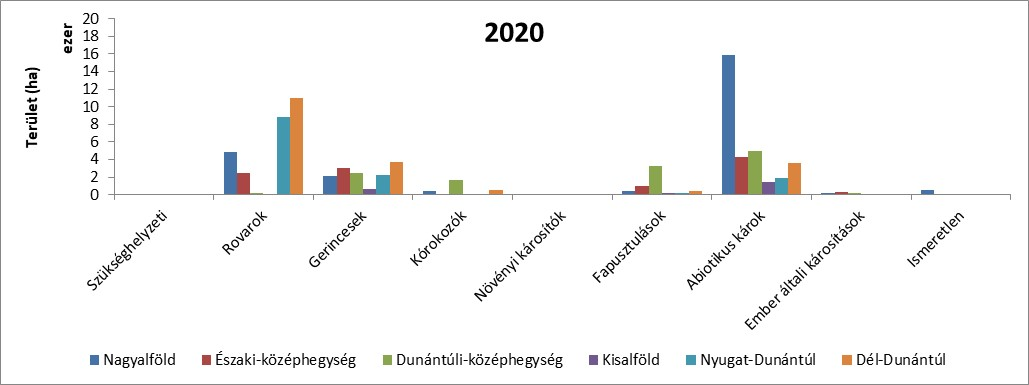 2020
ezer
Terület (ha)
20
18
16
14
12
10
8
6
4
2
0
Szükséghelyzeti
Rovarok
Gerincesek
Kórokozók
Növényi károsítók
Fapusztulások
Abiotikus károk
Ember általi károsítások
Ismeretlen
Nagyalföld Északi-középhegység Dunántúli-középhegység Kisalföld Nyugat-Dunántúl Dél-Dunántúl